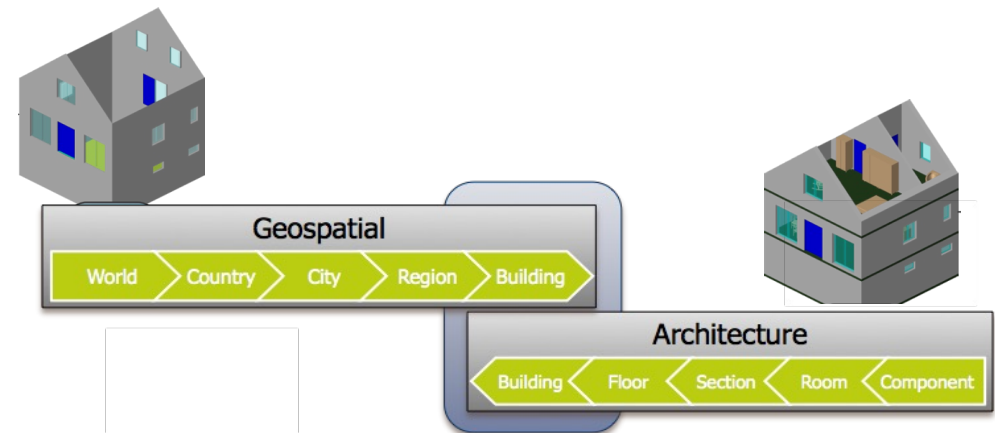 Geospatial
World Country City Region Building
Architecture
Building Floor Section Room Component